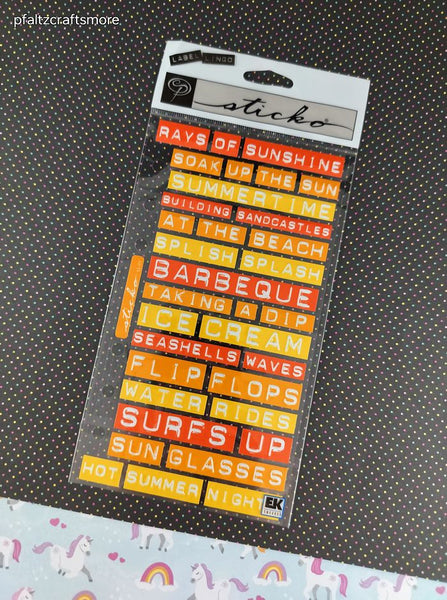 pfaltzcraftsmore
LABEL LINGO
sticko
RAYS OF SUNSHINE
SOAK UP THE SUN
SUMMERTIME
BUILDING SANDCASTLES
AT THE BEACH
SPLISH SPLASH
BARBEQUE
TAKING A DIP
ICE CREAM
SEASHELLS WAVES
FLIP FLOPS
WATER RIDES
SURFS UP
SUN GLASSES
HOT SUMMER NIGHT
sticko
EK